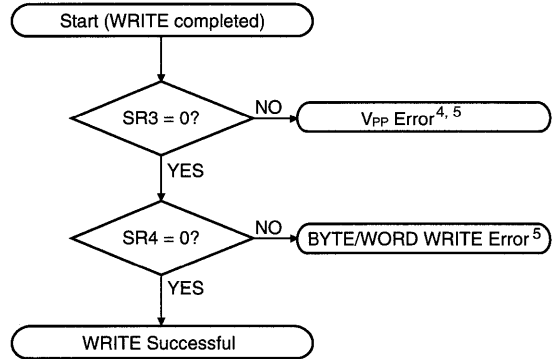 Start (WRITE completed)
SR3 = 0?
NO
VPP Error4, 5
YES
SR4 = 0?
NO
BYTE/WORD WRITE Error5
YES
WRITE Successful